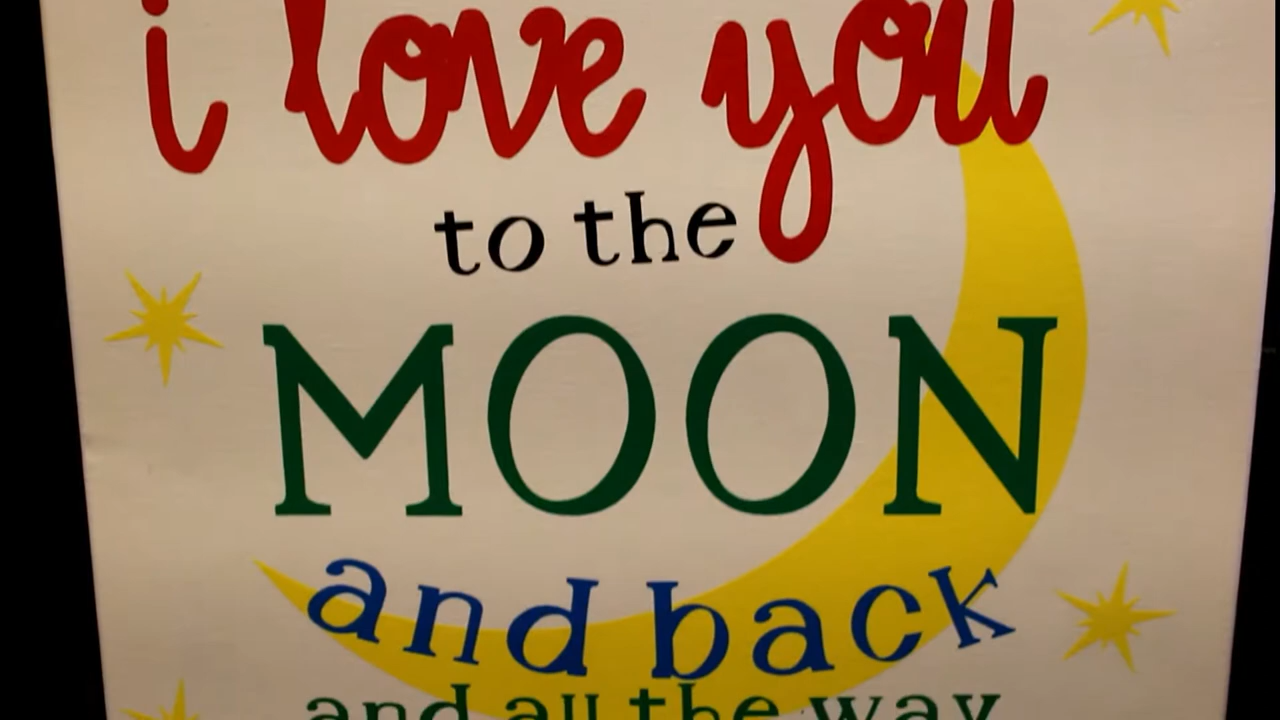 i love you
to the
MOON
and back
and all the way